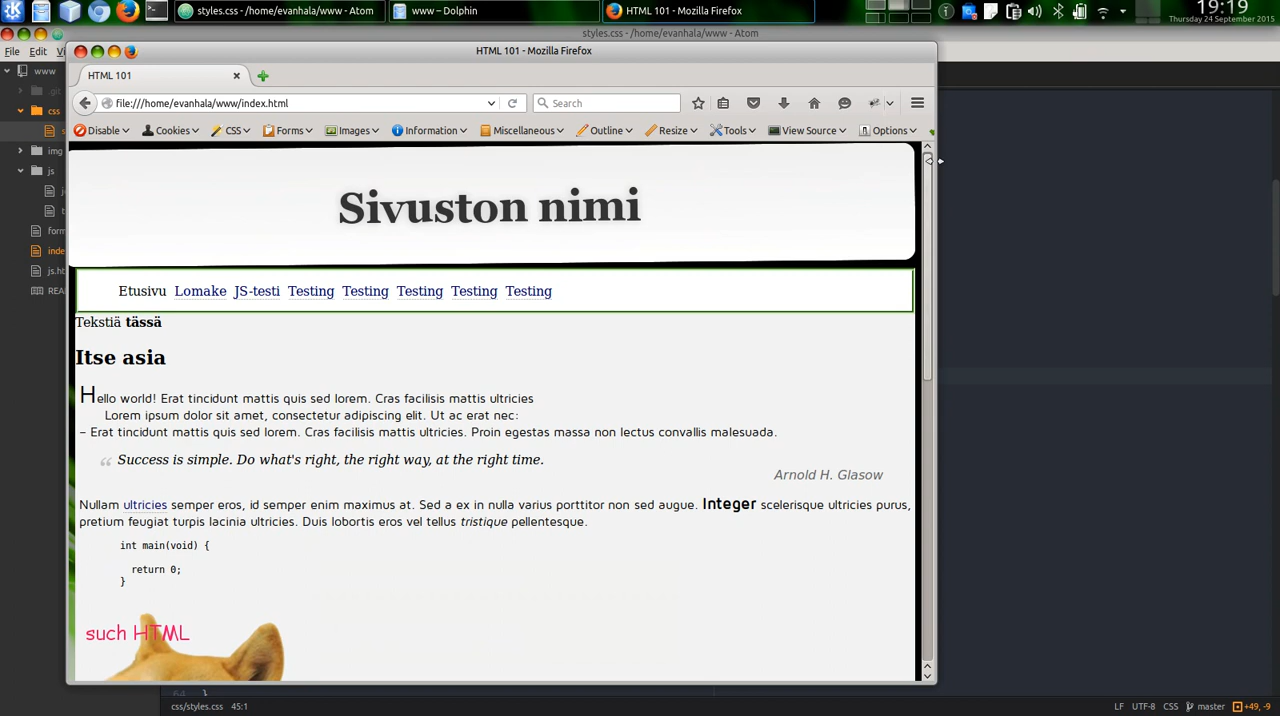 styles.css - /home/evanhala/www - Atom
www – Dolphin
HTML 101 - Mozilla Firefox
19:19
Thursday 24 September 2015
styles.css - /home/evanhala/www - Atom
File Edit
HTML 101 - Mozilla Firefox
www
HTML 101
.git
css
file:///home/evanhala/www/index.html
Search
Disable Cookies CSS Forms Images Information Miscellaneous Outline Resize Tools View Source Options
img
js
Sivuston nimi
Etusivu Lomake JS-testi Testing Testing Testing Testing Testing
Tekstiä tässä
Itse asia
Hello world! Erat tincidunt mattis quis sed lorem. Cras facilisis mattis ultricies
Lorem ipsum dolor sit amet, consectetur adipiscing elit. Ut ac erat nec:
– Erat tincidunt mattis quis sed lorem. Cras facilisis mattis ultricies. Proin egestas massa non lectus convallis malesuada.
“ Success is simple. Do what's right, the right way, at the right time.
Arnold H. Glasow
Nullam ultricies semper eros, id semper enim maximus at. Sed a ex in nulla varius porttitor non sed augue. Integer scelerisque ultricies purus,
pretium feugiat turpis lacinia ultricies. Duis lobortis eros vel tellus tristique pellentesque.
int main(void) {
return 0;
}
such HTML
64 }
css/styles.css 45:1
LF UTF-8 CSS master +49, -9